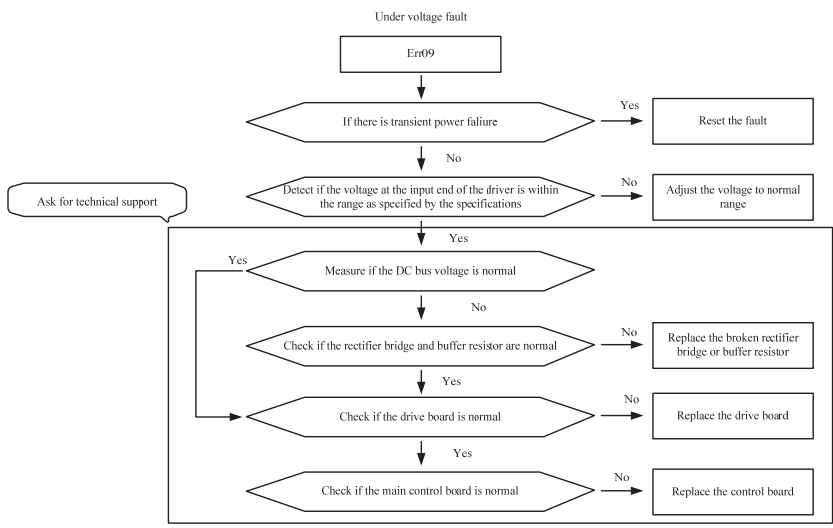 Under voltage fault
Err09
If there is transient power faliure
Yes
Reset the fault
No
Detect if the voltage at the input end of the driver is within
the range as specified by the specifications
No
Adjust the voltage to normal
range
Ask for technical support
Yes
Yes
Measure if the DC bus voltage is normal
No
Check if the rectifier bridge and buffer resistor are normal
No
Replace the broken rectifier
bridge or buffer resistor
Yes
Check if the drive board is normal
No
Replace the drive board
Yes
Check if the main control board is normal
No
Replace the control board